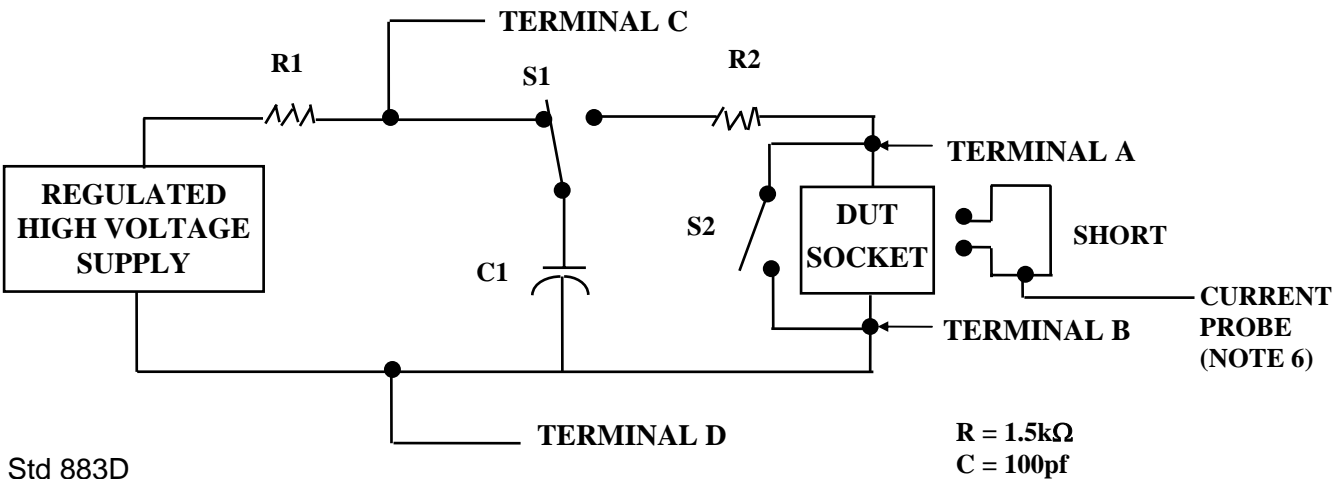 TERMINAL C
R1
S1
R2
TERMINAL A
REGULATED
HIGH VOLTAGE
SUPPLY
S2
DUT
SOCKET
SHORT
C1
CURRENT
PROBE
(NOTE 6)
TERMINAL B
TERMINAL D
R = 1.5kΩ
C = 100pf
Std 883D